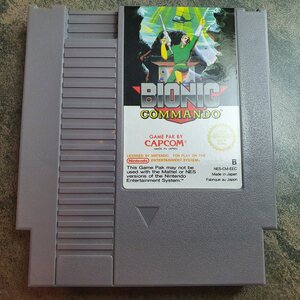 BIONIC
COMMANDO
GAME PAK BY
CAPCOM
MADE IN JAPAN
LICENSED BY NINTENDO FOR PLAY ON THE
Nintendo
ENTERTAINMENT SYSTEM
This Game Pak may not be
used with the Mattel or NES
versions of the Nintendo
Entertainment System.
B
NES-CM-EEC
Made in Japan
Fabriqué au Japon